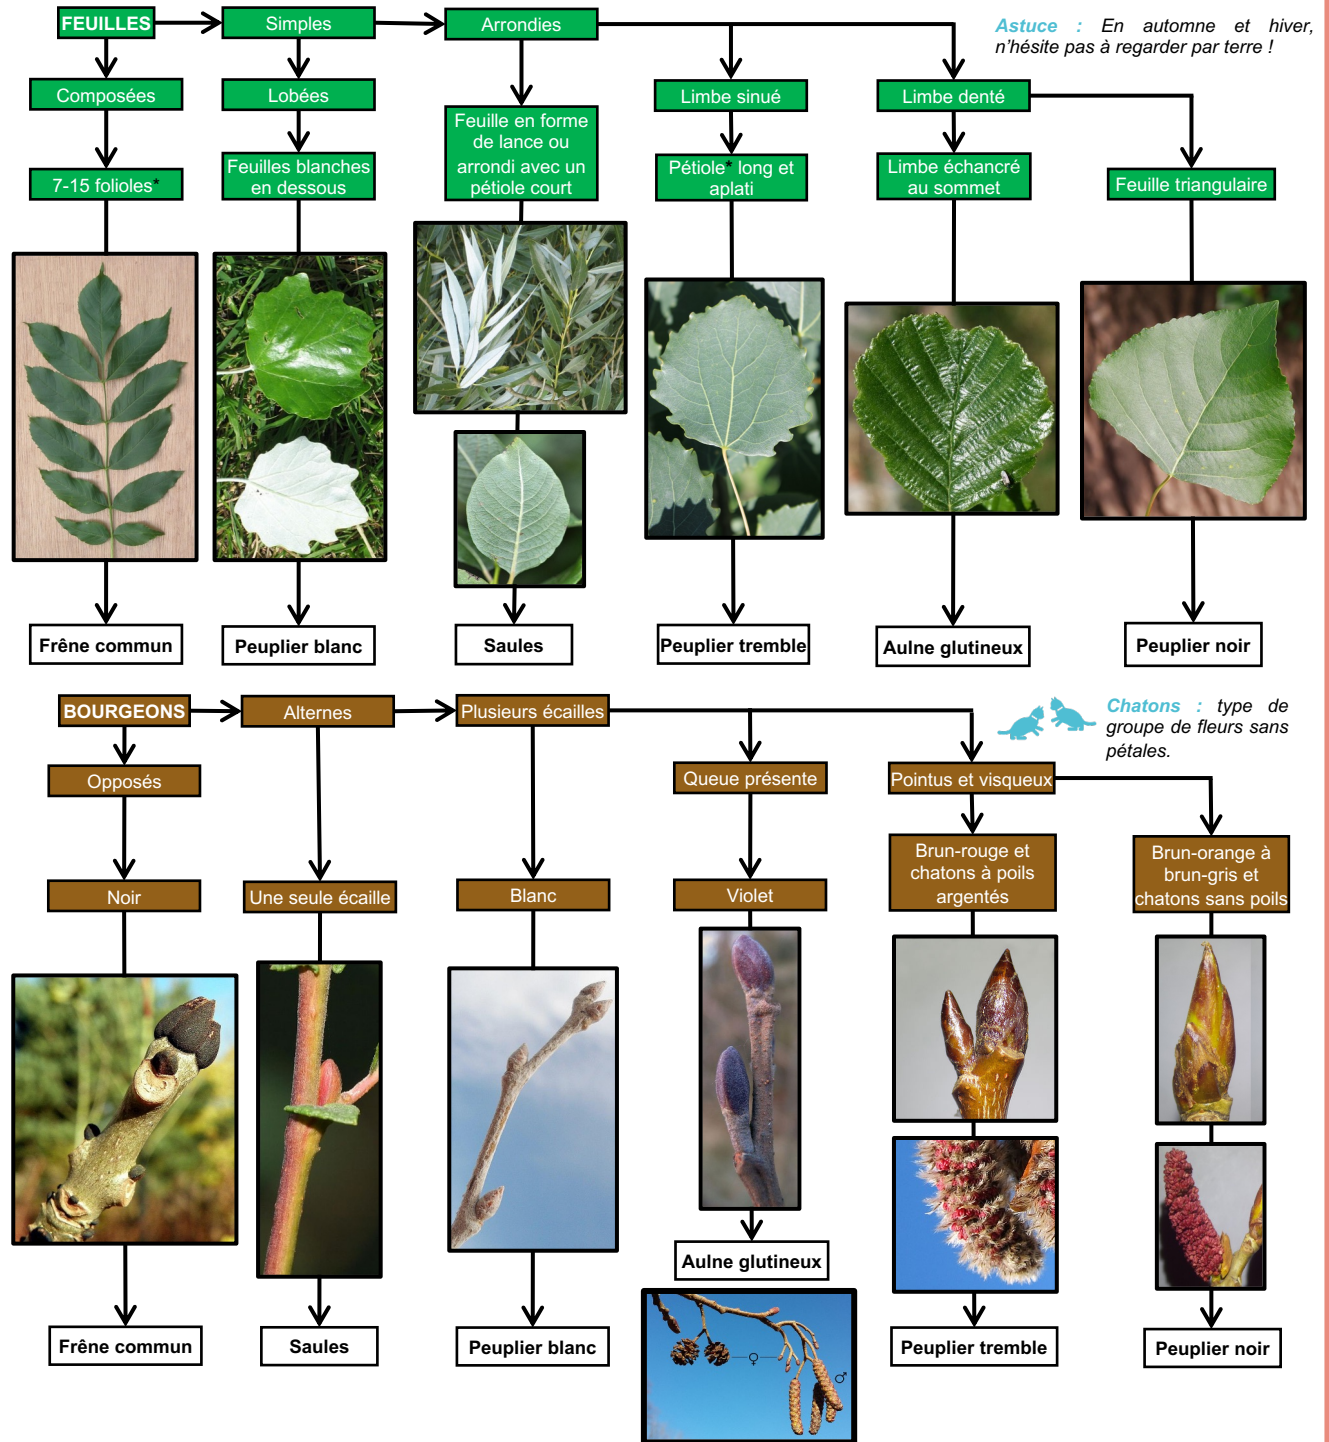 FEUILLES
Simples
Arrondies
Astuce : En automne et hiver,
n'hésite pas à regarder par terre !
Composées
Lobées
Limbe sinué
Limbe denté
7-15 folioles*
Feuilles blanches
en dessous
Feuille en forme
de lance ou
arrondi avec un
pétiole court
Pétiole* long et
aplati
Limbe échancré
au sommet
Feuille triangulaire
Frêne commun
Peuplier blanc
Saules
Peuplier tremble
Aulne glutineux
Peuplier noir
BOURGEONS
Alternes
Plusieurs écailles
Chatons : type de
groupe de fleurs sans
pétales.
Opposés
Queue présente
Pointus et visqueux
Noir
Une seule écaille
Blanc
Violet
Brun-rouge et
chatons à poils
argentés
Brun-orange à
brun-gris et
chatons sans poils
Aulne glutineux
Frêne commun
Saules
Peuplier blanc
Peuplier tremble
Peuplier noir
♀
♂